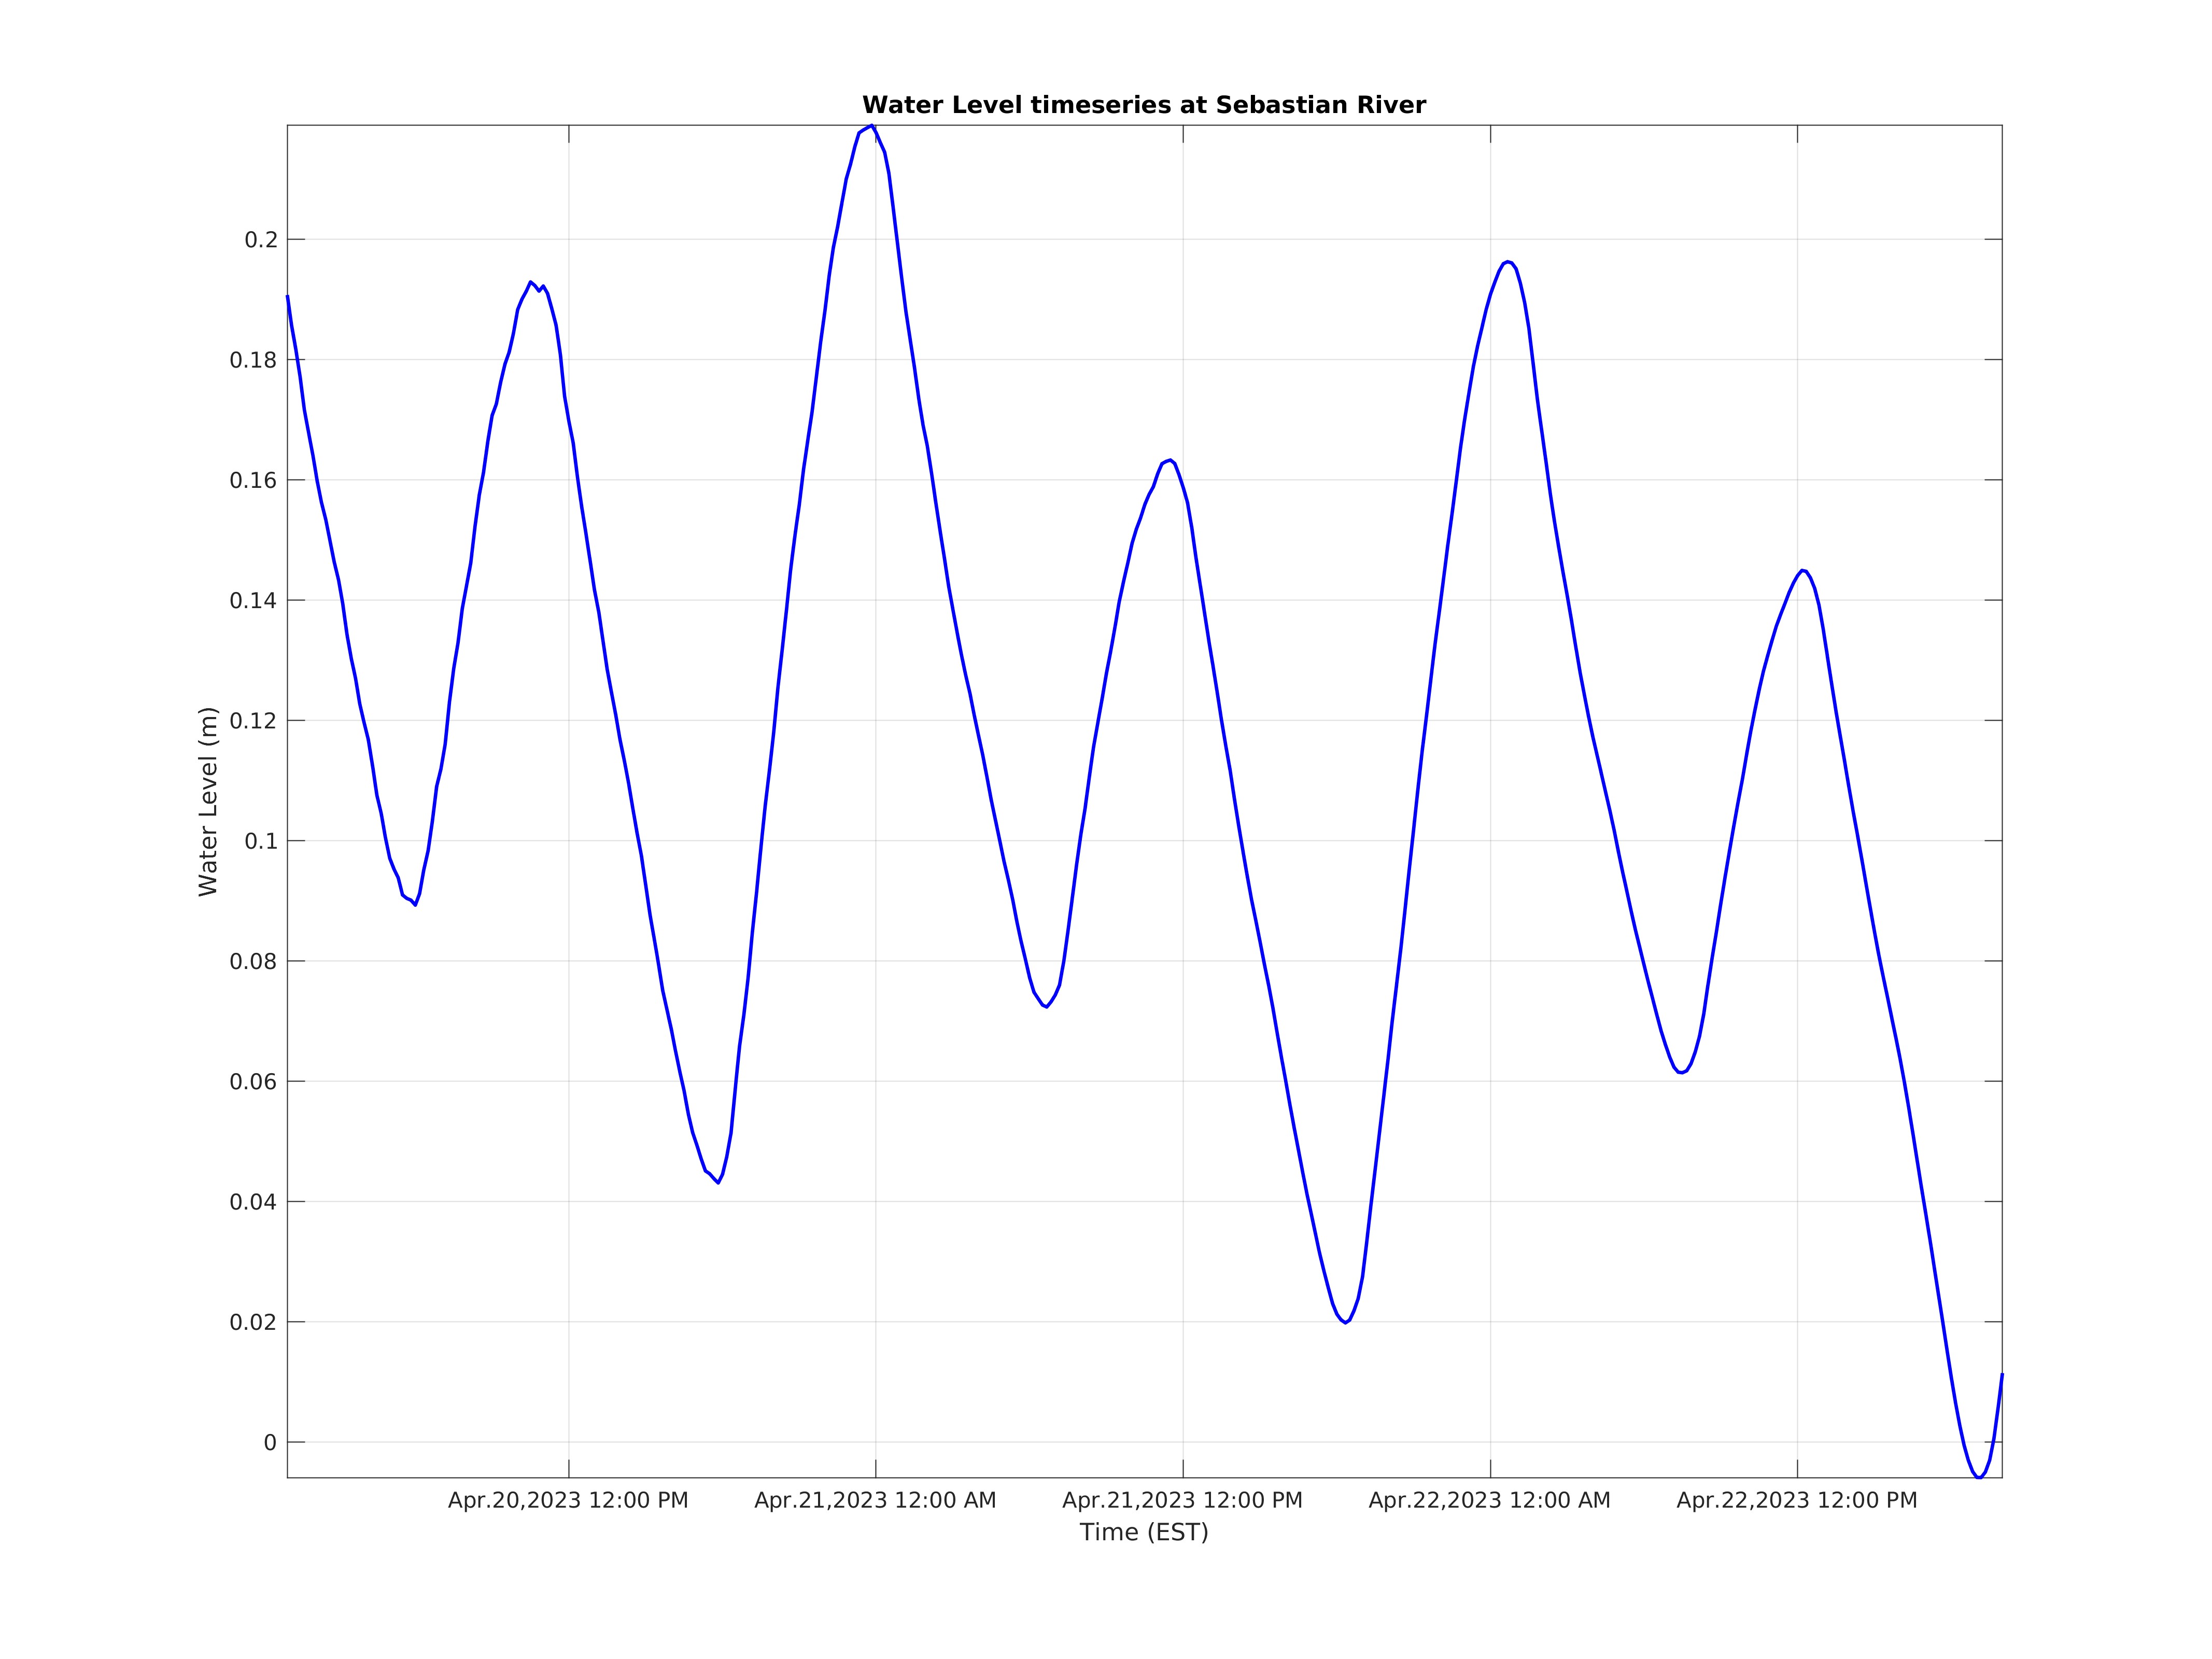 Water Level timeseries at Sebastian River
Water Level (m)
0.2
0.18
0.16
0.14
0.12
0.1
0.08
0.06
0.04
0.02
0
Apr.20,2023 12:00 PM
Apr.21,2023 12:00 AM
Apr.21,2023 12:00 PM
Apr.22,2023 12:00 AM
Apr.22,2023 12:00 PM
Time (EST)